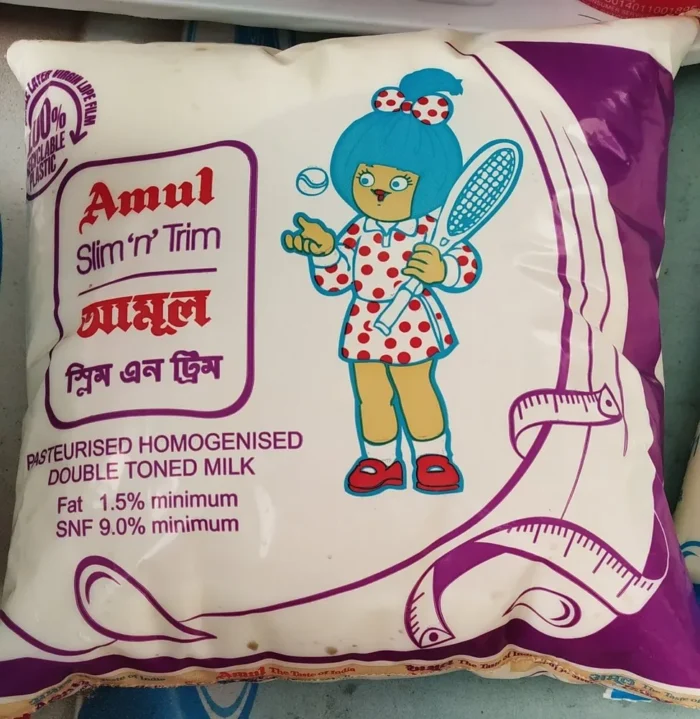 100%
RECYCLABLE
PLASTIC
Amul
Slim 'n' Trim
আমূল
স্লিম এন ট্রিম
PASTEURISED HOMOGENISED
DOUBLE TONED MILK
Fat 1.5% minimum
SNF 9.0% minimum
Amul The Taste of India